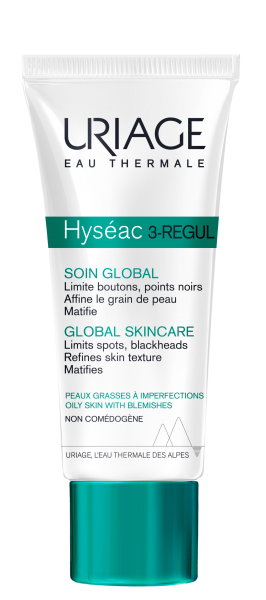 URIAGE
EAU THERMALE
Hyséac 3-REGUL
SOIN GLOBAL
Limite boutons, points noirs
Affine le grain de peau
Matifie
GLOBAL SKINCARE
Limits spots, blackheads
Refines skin texture
Matifies
PEAUX GRASSES À IMPERFECTIONS
OILY SKIN WITH BLEMISHES
NON COMÉDOGÈNE
URIAGE, L'EAU THERMALE DES ALPES